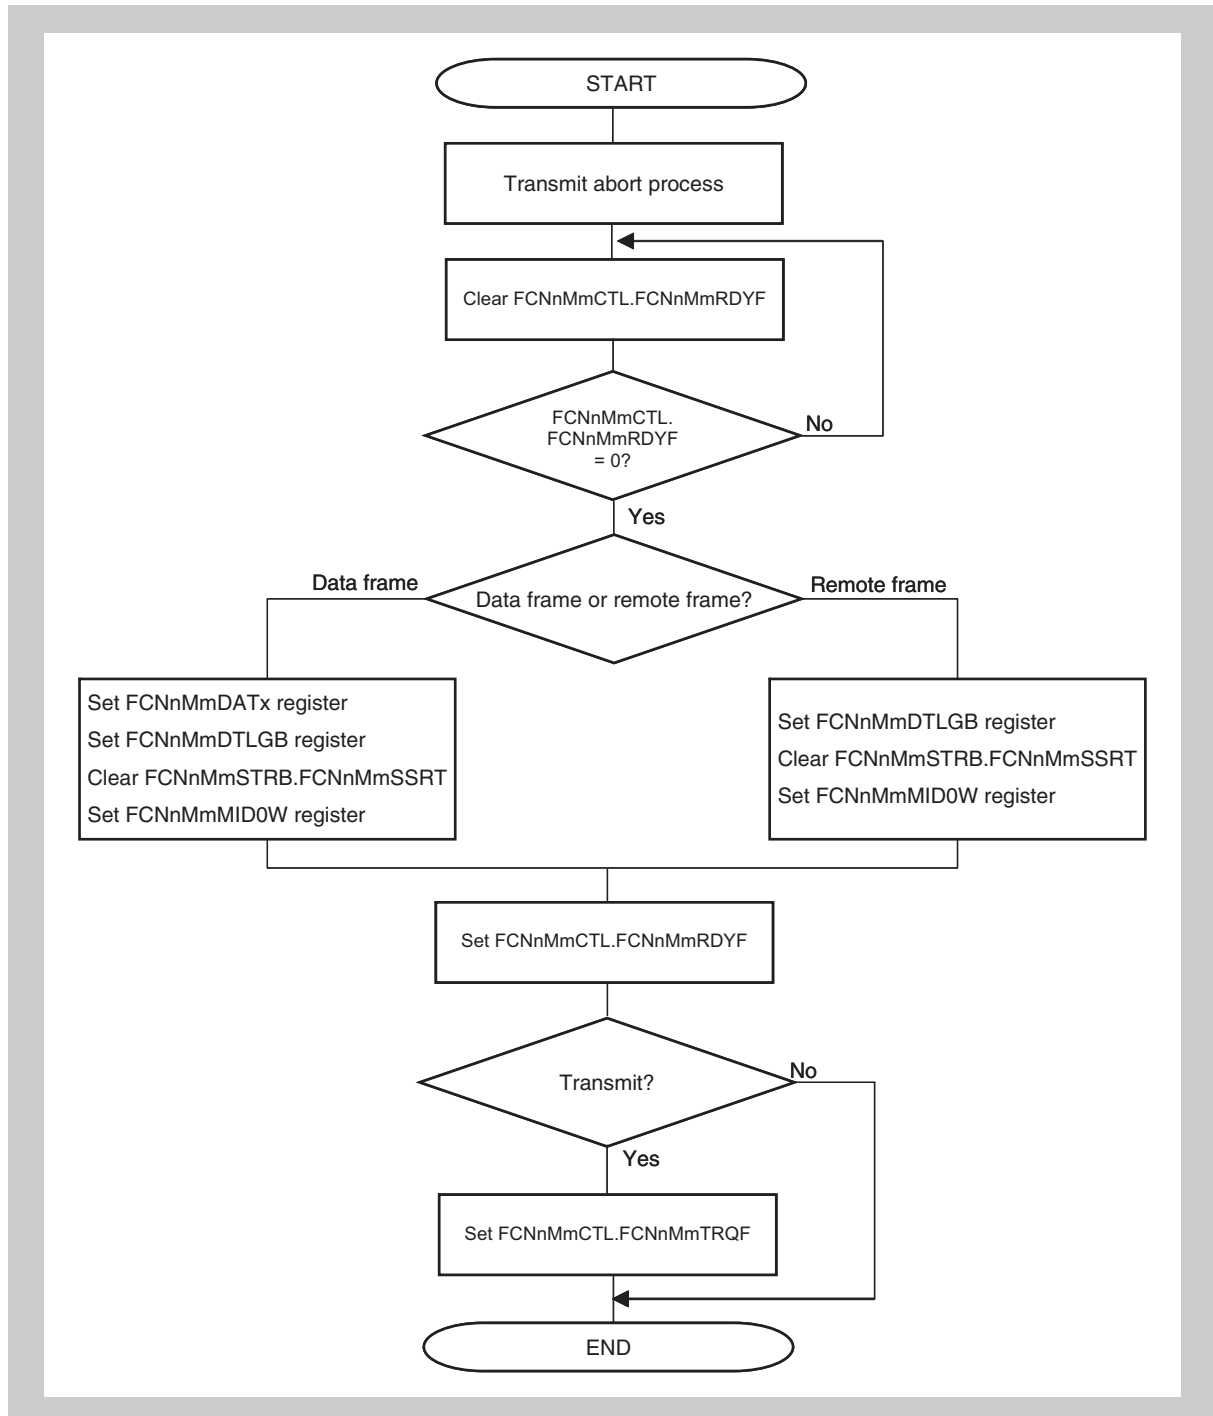 START
Transmit abort process
Clear FCNnMmCTL.FCNnMmRDYF
FCNnMmCTL.
FCNnMmRDYF
= 0?
No
Yes
Data frame
Data frame or remote frame?
Remote frame
Set FCNnMmDATx register
Set FCNnMmDTLGB register
Clear FCNnMmSTRB.FCNnMmSSRT
Set FCNnMmMID0W register
Set FCNnMmDTLGB register
Clear FCNnMmSTRB.FCNnMmSSRT
Set FCNnMmMID0W register
Set FCNnMmCTL.FCNnMmRDYF
Transmit?
No
Yes
Set FCNnMmCTL.FCNnMmTRQF
END